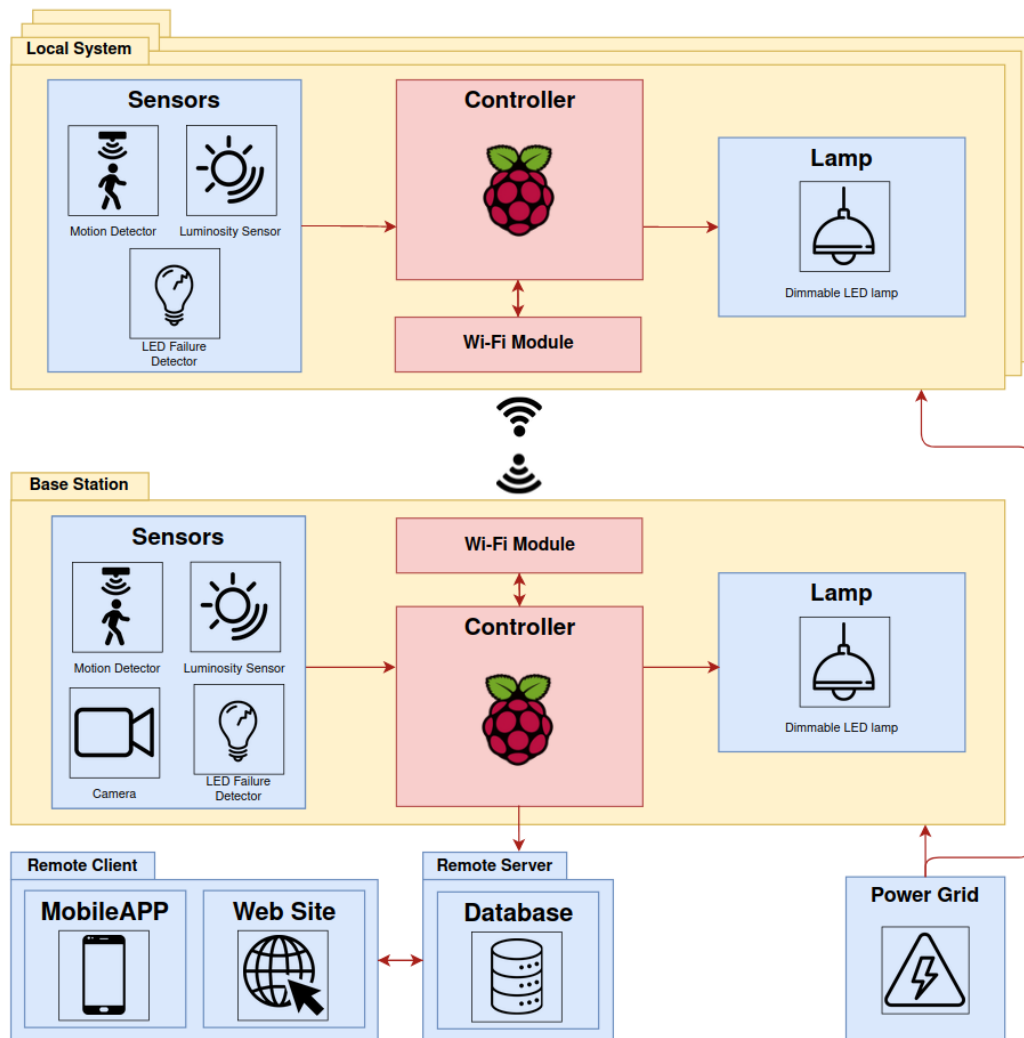 Local System
Sensors
Controller
Lamp
Motion Detector
Luminosity Sensor
LED Failure
Detector
Dimmable LED lamp
Wi-Fi Module
Base Station
Sensors
Wi-Fi Module
Controller
Lamp
Motion Detector
Luminosity Sensor
Camera
LED Failure
Detector
Dimmable LED lamp
Remote Client
Remote Server
MobileAPP
Web Site
Database
Power Grid